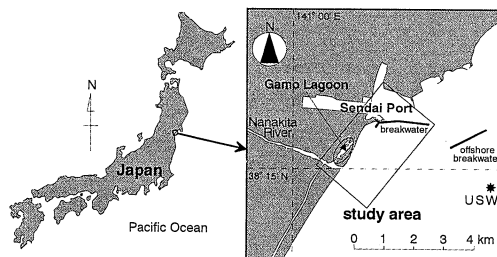 N
Japan
Pacific Ocean
141° 00' E
Gamp Lagoon
Sendai Port
Nanakita
River
breakwater
offshore
breakwate
38° 15' N
USW
study area
0 1 2 3 4 km